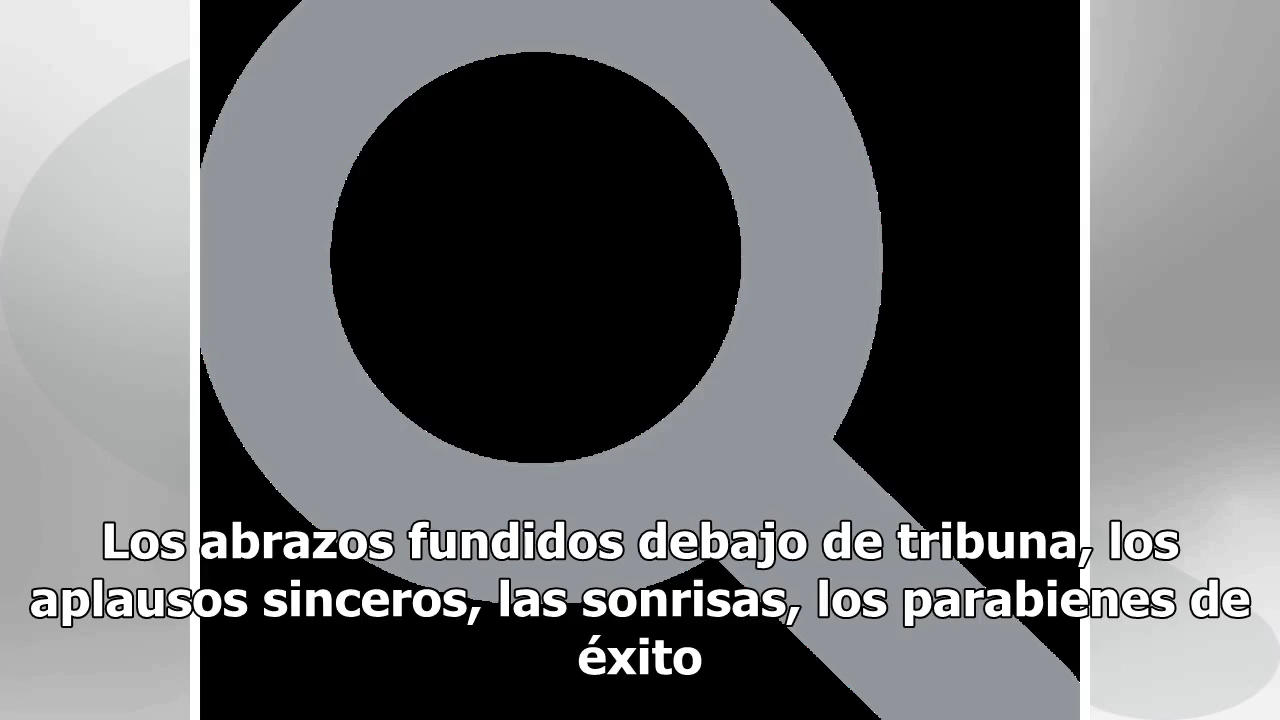 Los abrazos fundidos debajo de tribuna, los
aplausos sinceros, las sonrisas, los parabienes de
éxito